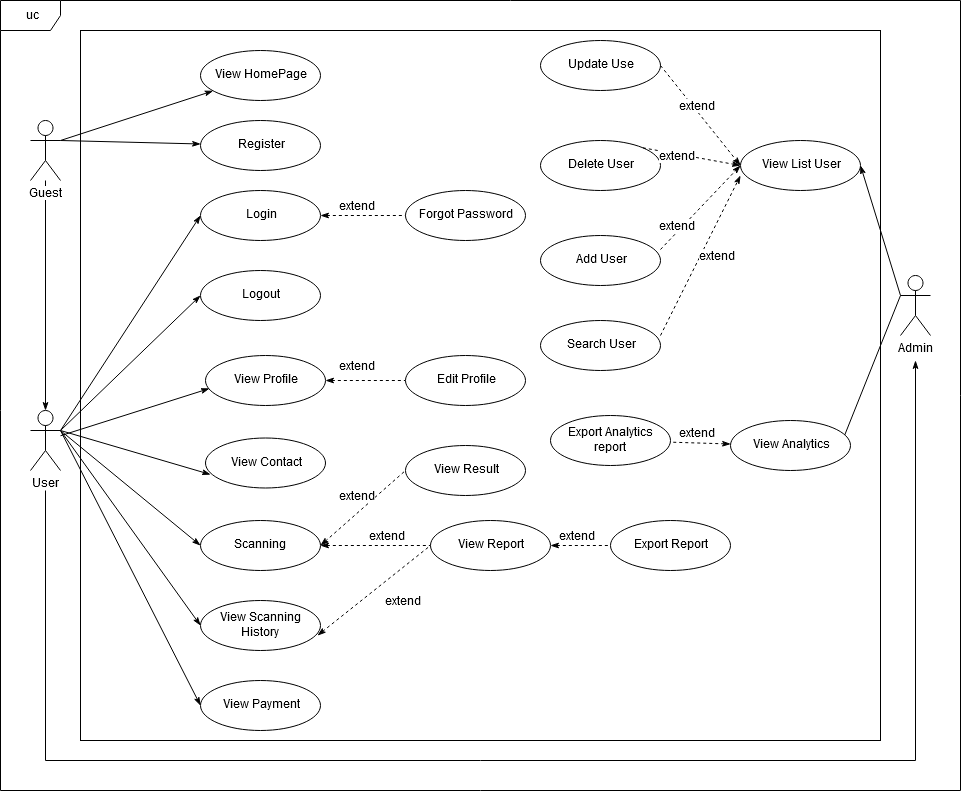 uc
View HomePage
Update Use
extend
Register
Delete User
extend
View List User
Guest
Login
extend
Forgot Password
Add User
extend
extend
Logout
Search User
Admin
View Profile
extend
Edit Profile
Export Analytics
report
extend
View Analytics
User
View Contact
View Result
extend
Scanning
extend
View Report
extend
Export Report
View Scanning
History
extend
View Payment